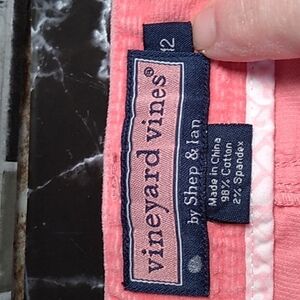 12
vineyard vines®
by Shep & Ian
Made in China
98% Cotton
2% Spandex